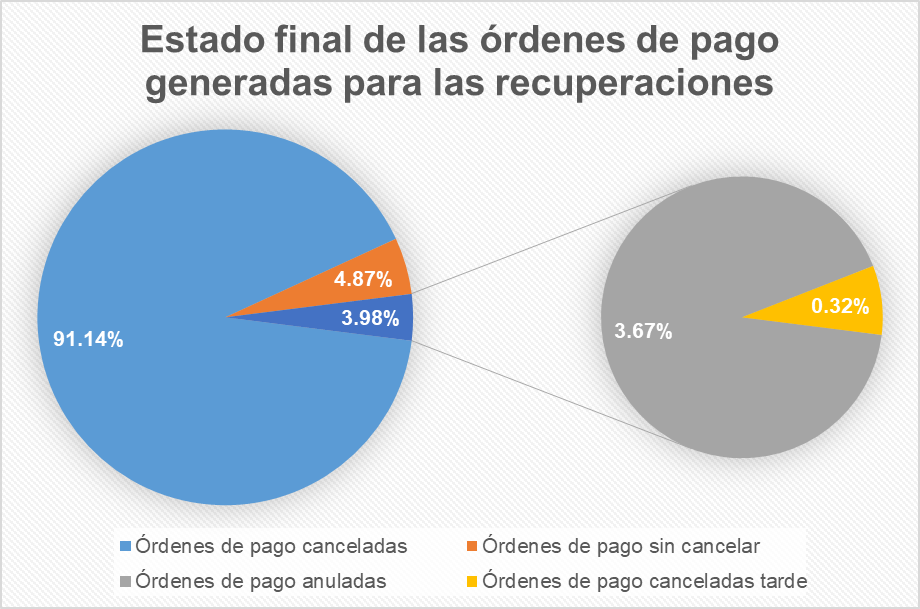 Estado final de las órdenes de pago
generadas para las recuperaciones
4.87%
3.98%
91.14%
0.32%
3.67%
Órdenes de pago canceladas
Órdenes de pago sin cancelar
Órdenes de pago anuladas
Órdenes de pago canceladas tarde